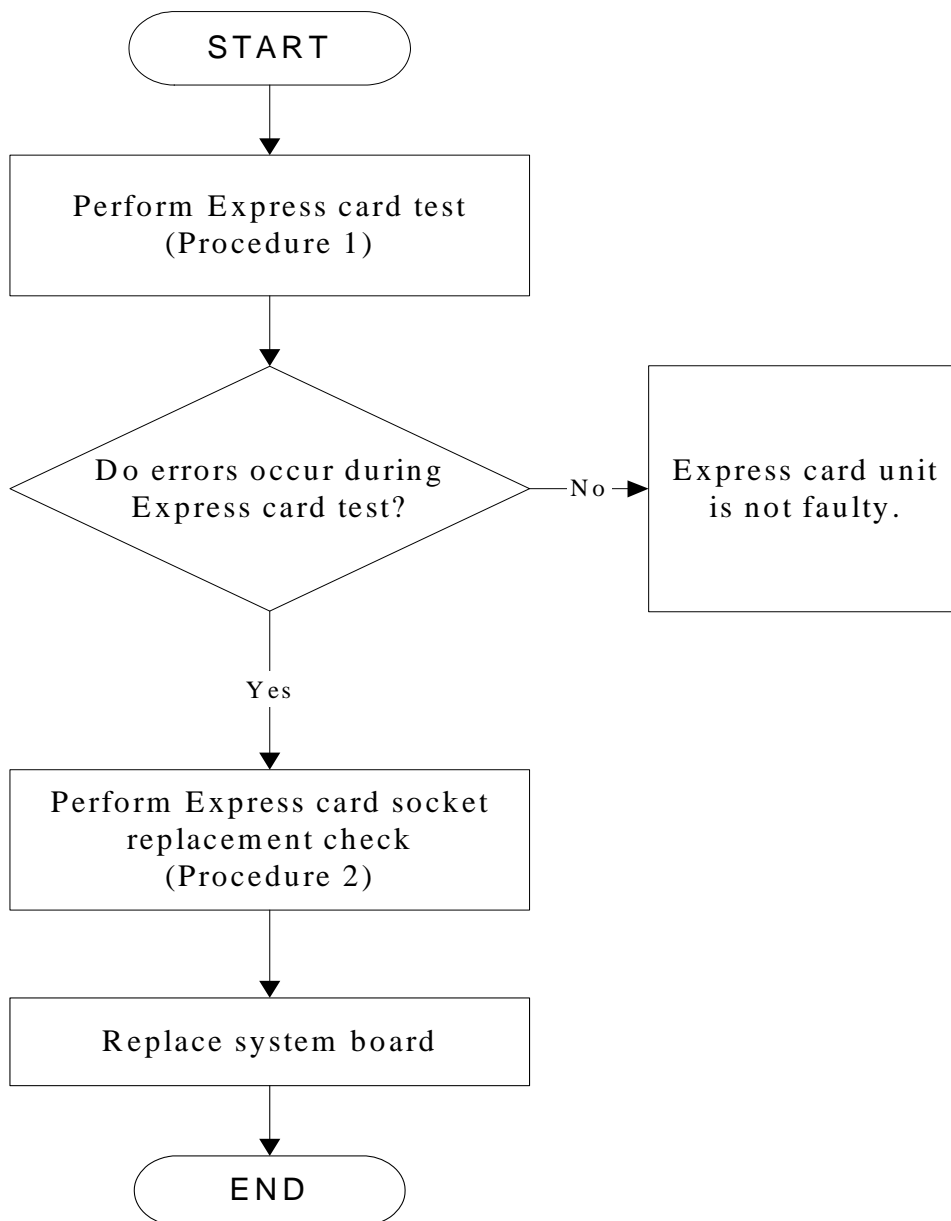 START
Perform Express card test
(Procedure 1)
Do errors occur during
Express card test?
No
Express card unit
is not faulty.
Yes
Perform Express card socket
replacement check
(Procedure 2)
Replace system board
END